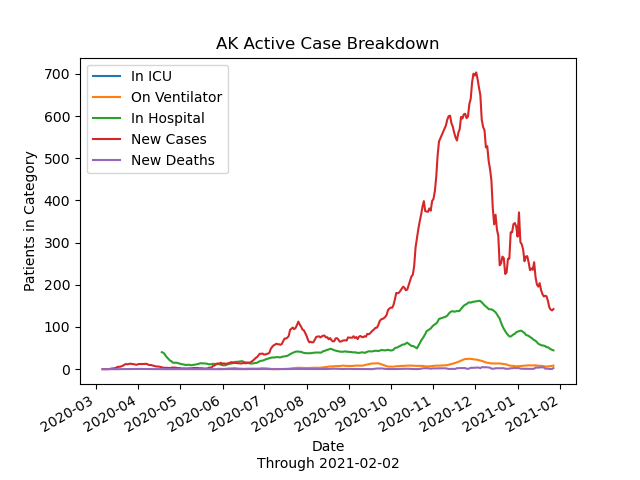 AK Active Case Breakdown
In ICU
On Ventilator
In Hospital
New Cases
New Deaths
Patients in Category
700
600
500
400
300
200
100
0
2020-03
2020-04
2020-05
2020-06
2020-07
2020-08
2020-09
2020-10
2020-11
2020-12
2021-01
2021-02
Date
Through 2021-02-02